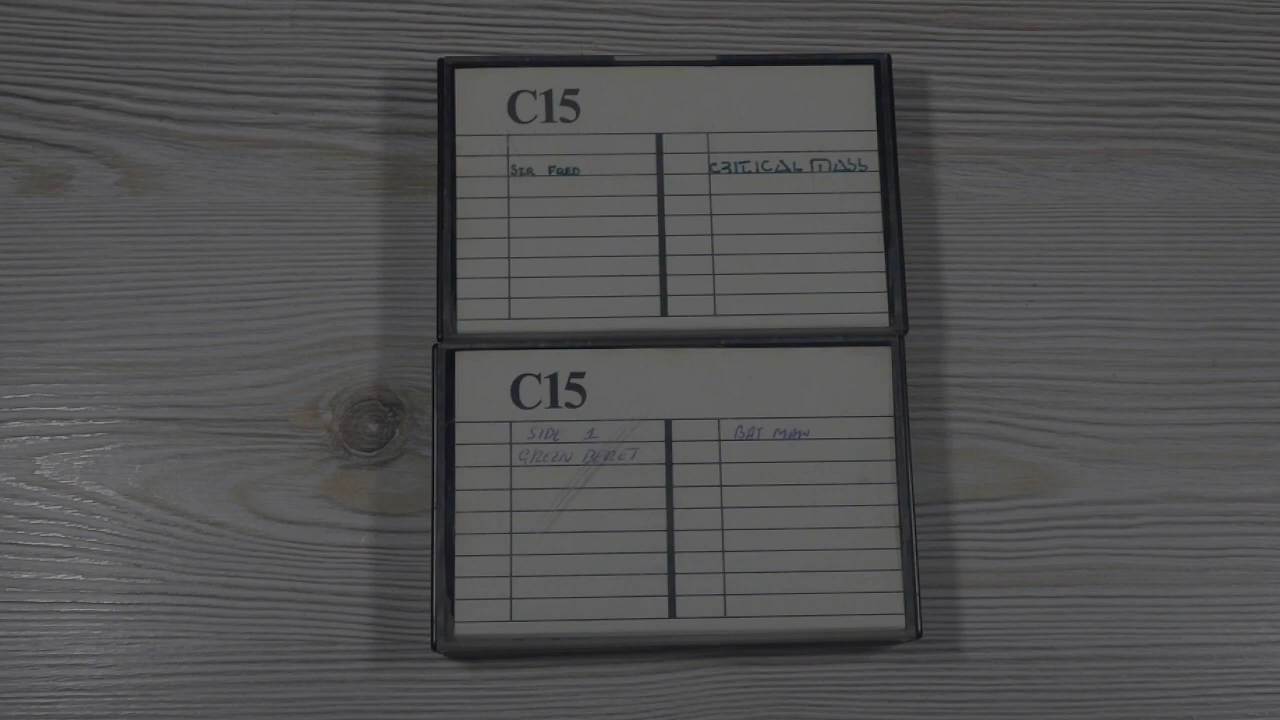 C15
SIR FRED
CRITICAL MASS
C15
SIDE 1
GREEN BERET
BAT MAN